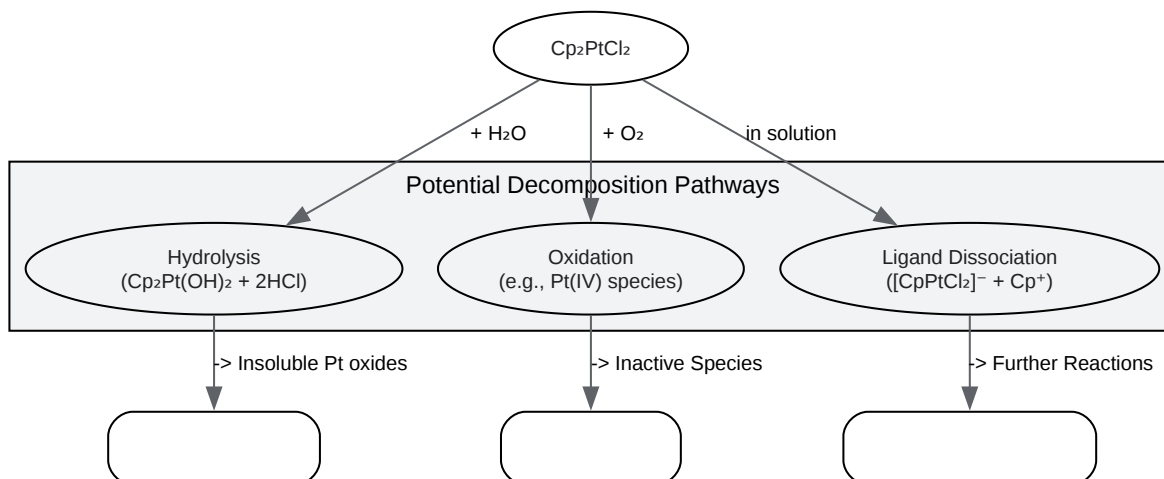 Cp₂PtCl₂
+ H₂O
+ O₂
in solution
Potential Decomposition Pathways
Hydrolysis
(Cp₂Pt(OH)₂ + 2HCl)
Oxidation
(e.g., Pt(IV) species)
Ligand Dissociation
([CpPtCl₂]⁻ + Cp⁺)
-> Insoluble Pt oxides
-> Inactive Species
-> Further Reactions